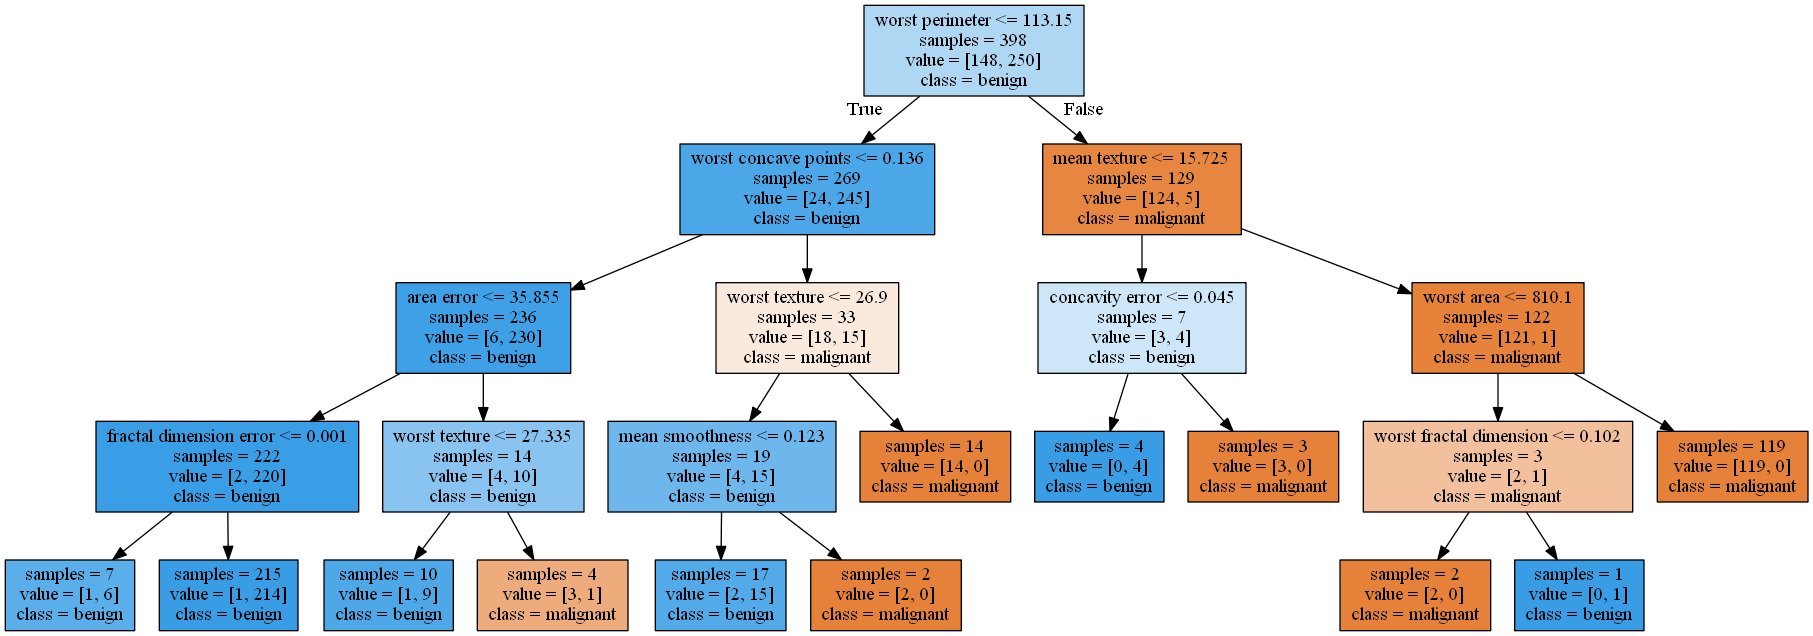 worst perimeter <= 113.15
samples = 398
value = [148, 250]
class = benign
True
False
worst concave points <= 0.136
samples = 269
value = [24, 245]
class = benign
mean texture <= 15.725
samples = 129
value = [124, 5]
class = malignant
area error <= 35.855
samples = 236
value = [6, 230]
class = benign
worst texture <= 26.9
samples = 33
value = [18, 15]
class = malignant
concavity error <= 0.045
samples = 7
value = [3, 4]
class = benign
worst area <= 810.1
samples = 122
value = [121, 1]
class = malignant
fractal dimension error <= 0.001
samples = 222
value = [2, 220]
class = benign
worst texture <= 27.335
samples = 14
value = [4, 10]
class = benign
mean smoothness <= 0.123
samples = 19
value = [4, 15]
class = benign
samples = 14
value = [14, 0]
class = malignant
samples = 4
value = [0, 4]
class = benign
samples = 3
value = [3, 0]
class = malignant
worst fractal dimension <= 0.102
samples = 3
value = [2, 1]
class = malignant
samples = 119
value = [119, 0]
class = malignant
samples = 7
value = [1, 6]
class = benign
samples = 215
value = [1, 214]
class = benign
samples = 10
value = [1, 9]
class = benign
samples = 4
value = [3, 1]
class = malignant
samples = 17
value = [2, 15]
class = benign
samples = 2
value = [2, 0]
class = malignant
samples = 2
value = [2, 0]
class = malignant
samples = 1
value = [0, 1]
class = benign